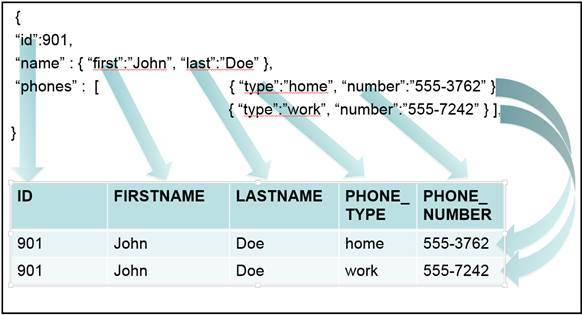 {
“id”:901,
“name” : { “first”:”John”, “last”:”Doe” },
“phones” : [ { “type”:”home”, “number”:”555-3762” }
{ “type”:”work”, “number”:”555-7242” } ],
}
ID FIRSTNAME LASTNAME PHONE_ PHONE_
TYPE NUMBER
901 John Doe home 555-3762
901 John Doe work 555-7242